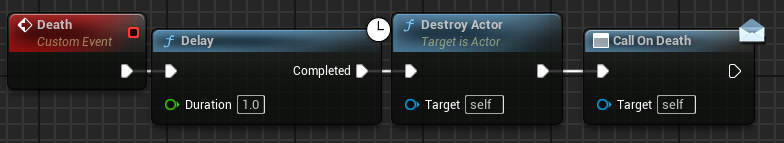 Death
Custom Event
f Delay
Completed
Duration 1.0
f Destroy Actor
Target is Actor
Target self
Call On Death
Target self